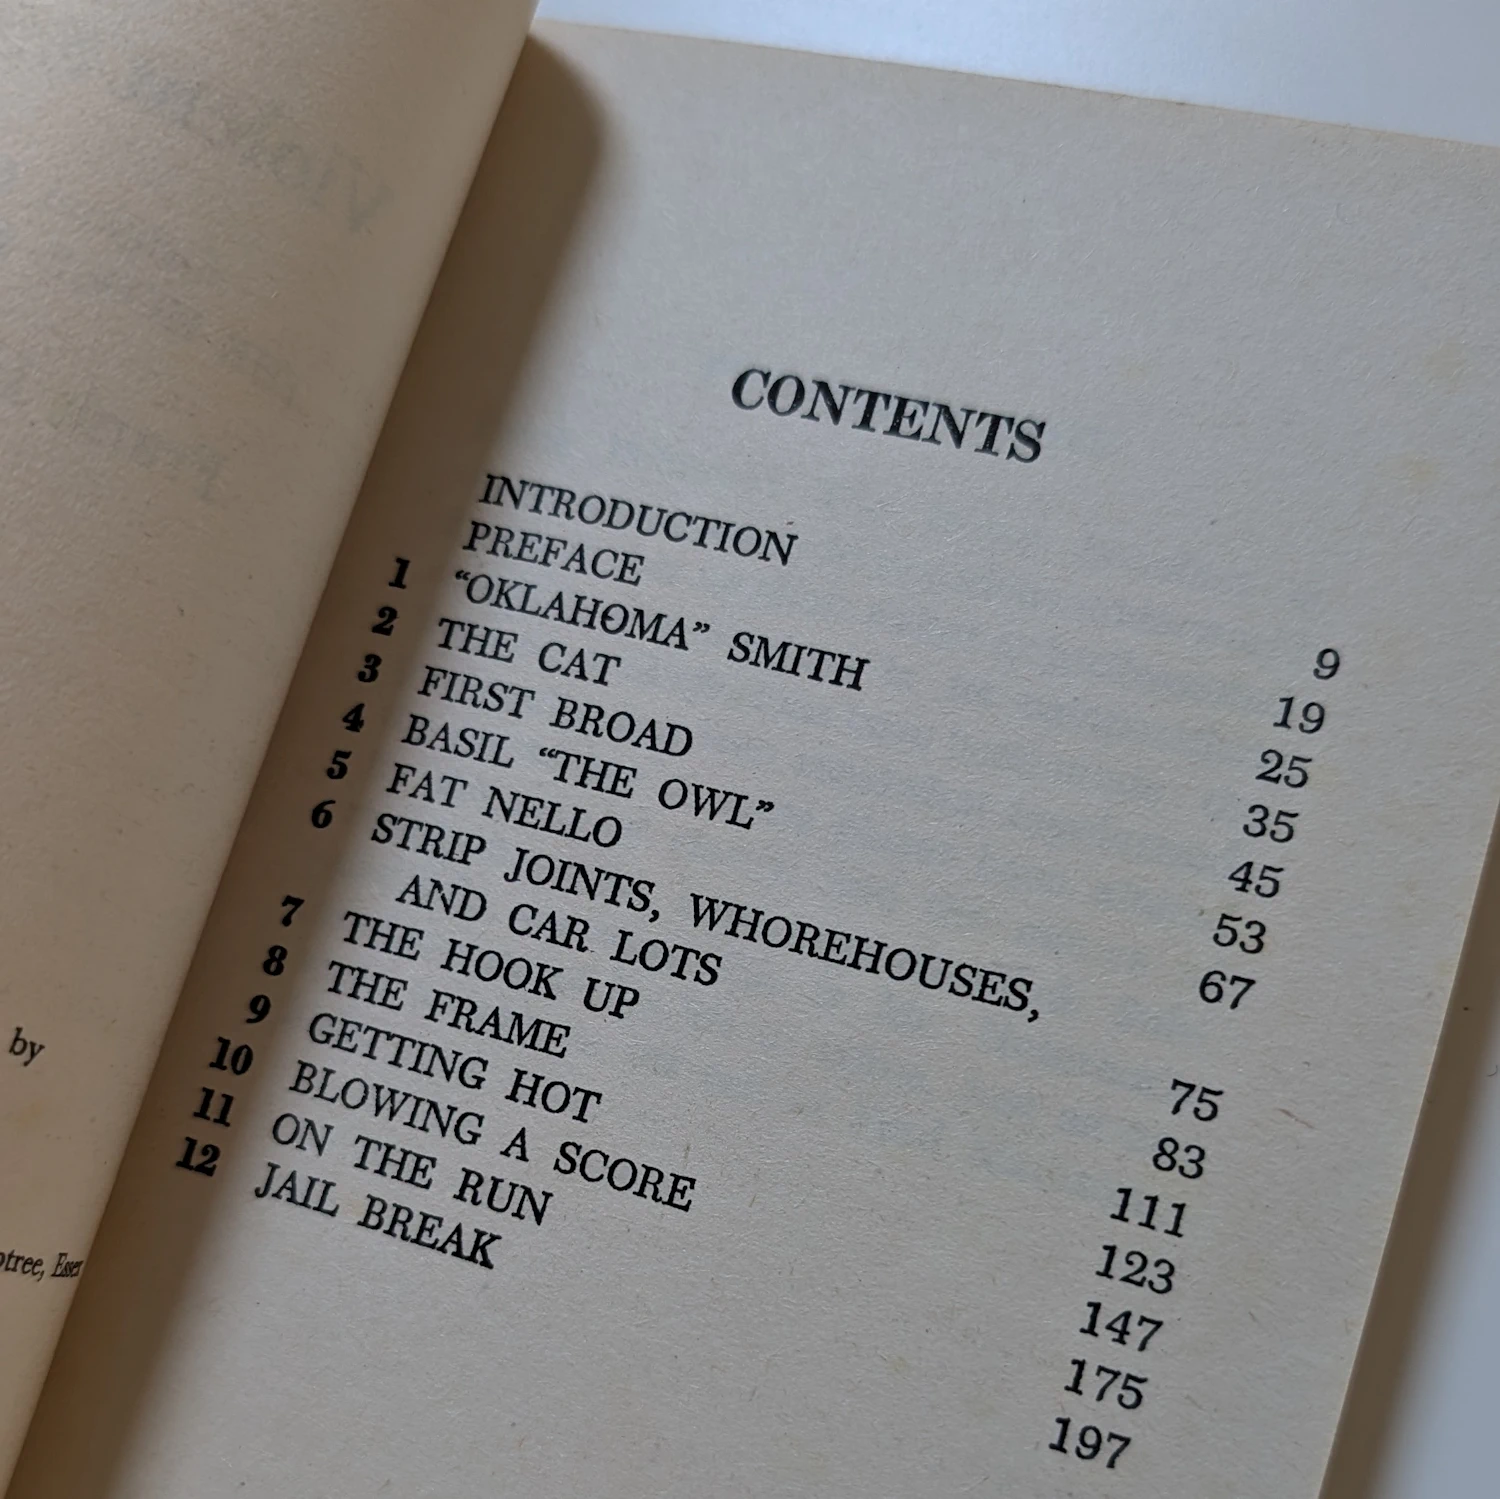 by
CONTENTS
INTRODUCTION 9
PREFACE 19
1 “OKLAHOMA” SMITH 25
2 THE CAT 35
3 FIRST BROAD 45
4 BASIL “THE OWL” 53
5 FAT NELLO 67
6 STRIP JOINTS, WHOREHOUSES,
AND CAR LOTS 75
7 THE HOOK UP 83
8 THE FRAME 111
9 GETTING HOT 123
10 BLOWING A SCORE 147
11 ON THE RUN 175
12 JAIL BREAK 197